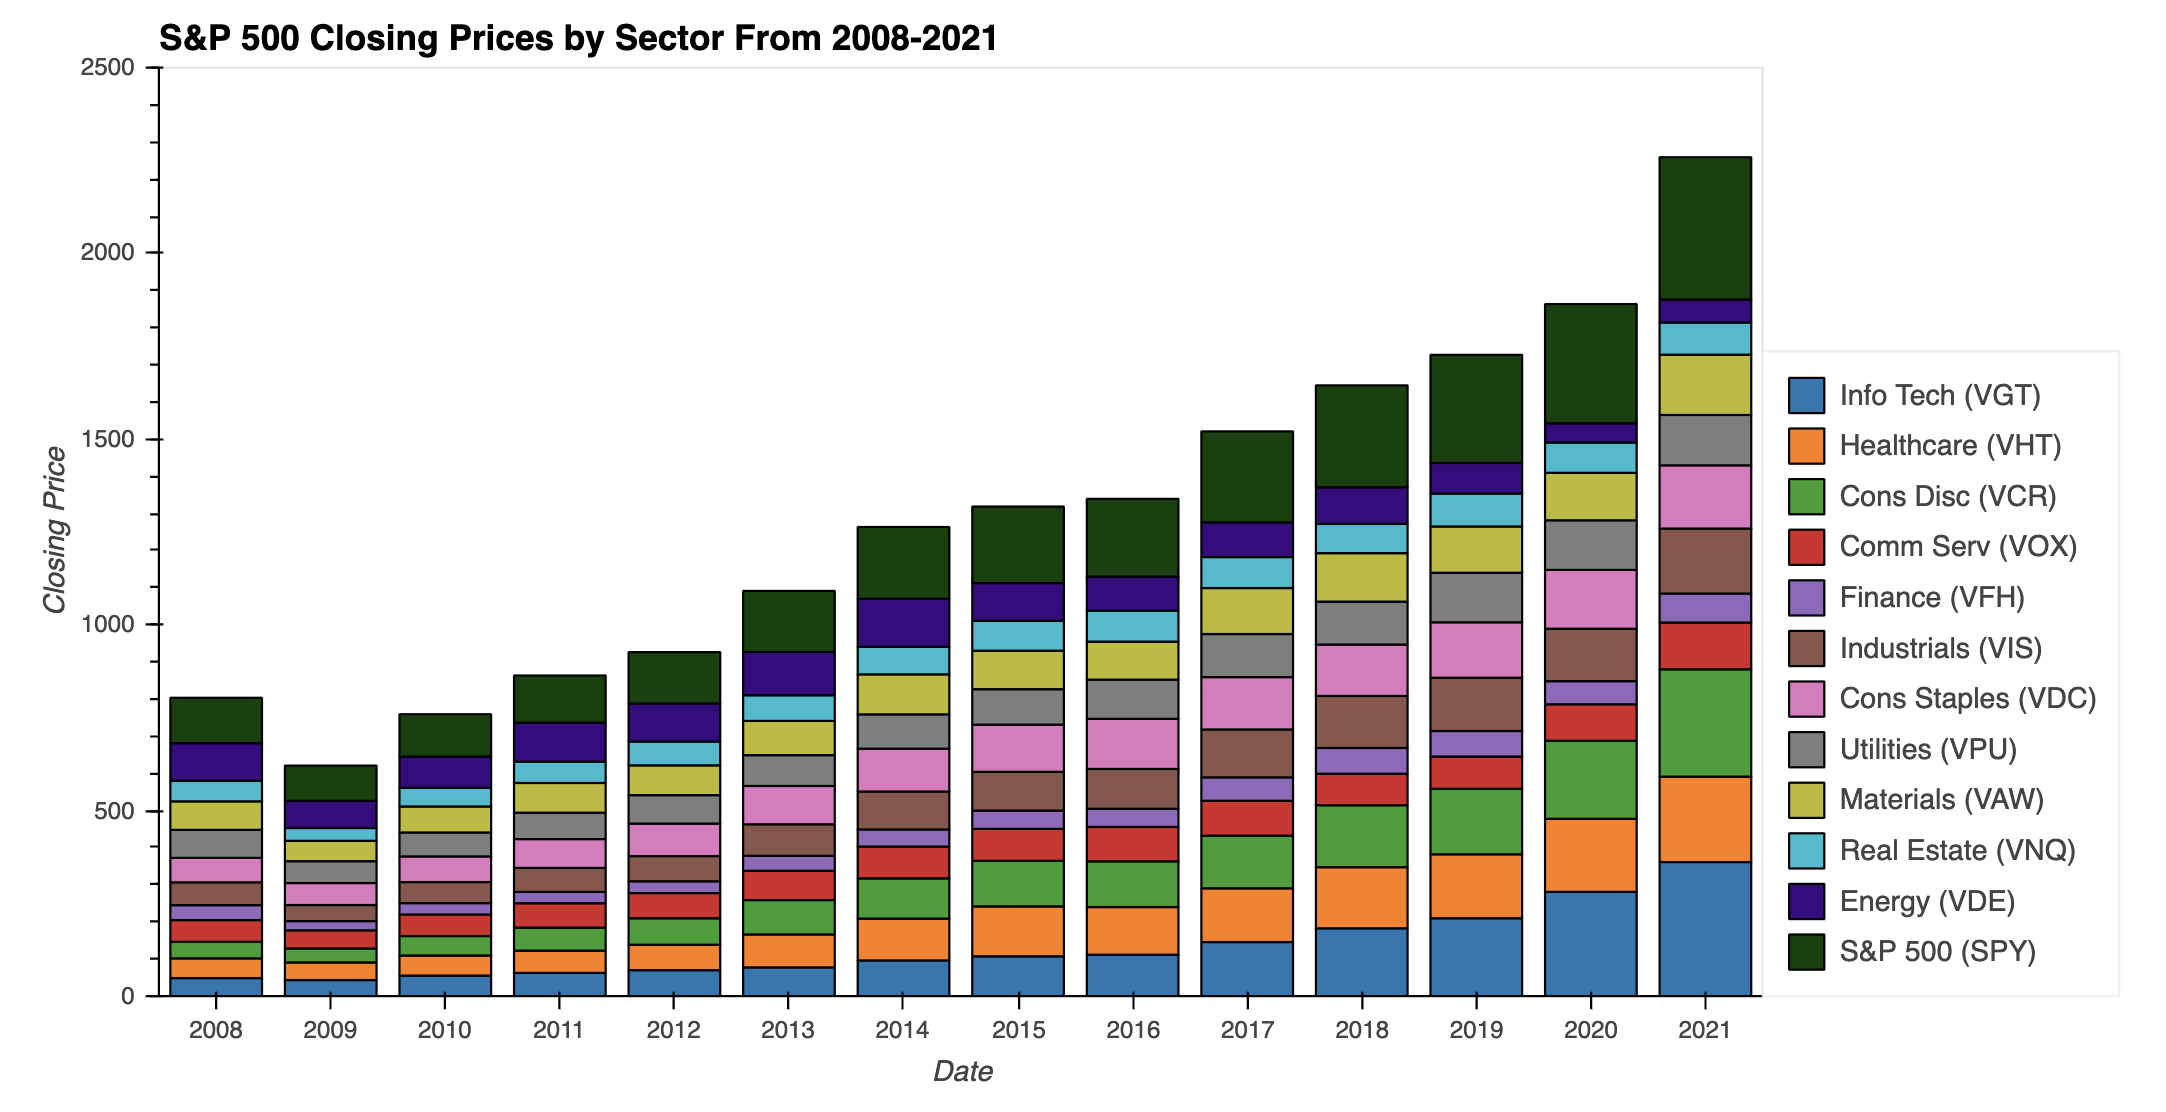 S&P 500 Closing Prices by Sector From 2008-2021
2500
2000
1500
1000
500
0
Closing Price
2008 2009 2010 2011 2012 2013 2014 2015 2016 2017 2018 2019 2020 2021
Date
Info Tech (VGT)
Healthcare (VHT)
Cons Disc (VCR)
Comm Serv (VOX)
Finance (VFH)
Industrials (VIS)
Cons Staples (VDC)
Utilities (VPU)
Materials (VAW)
Real Estate (VNQ)
Energy (VDE)
S&P 500 (SPY)